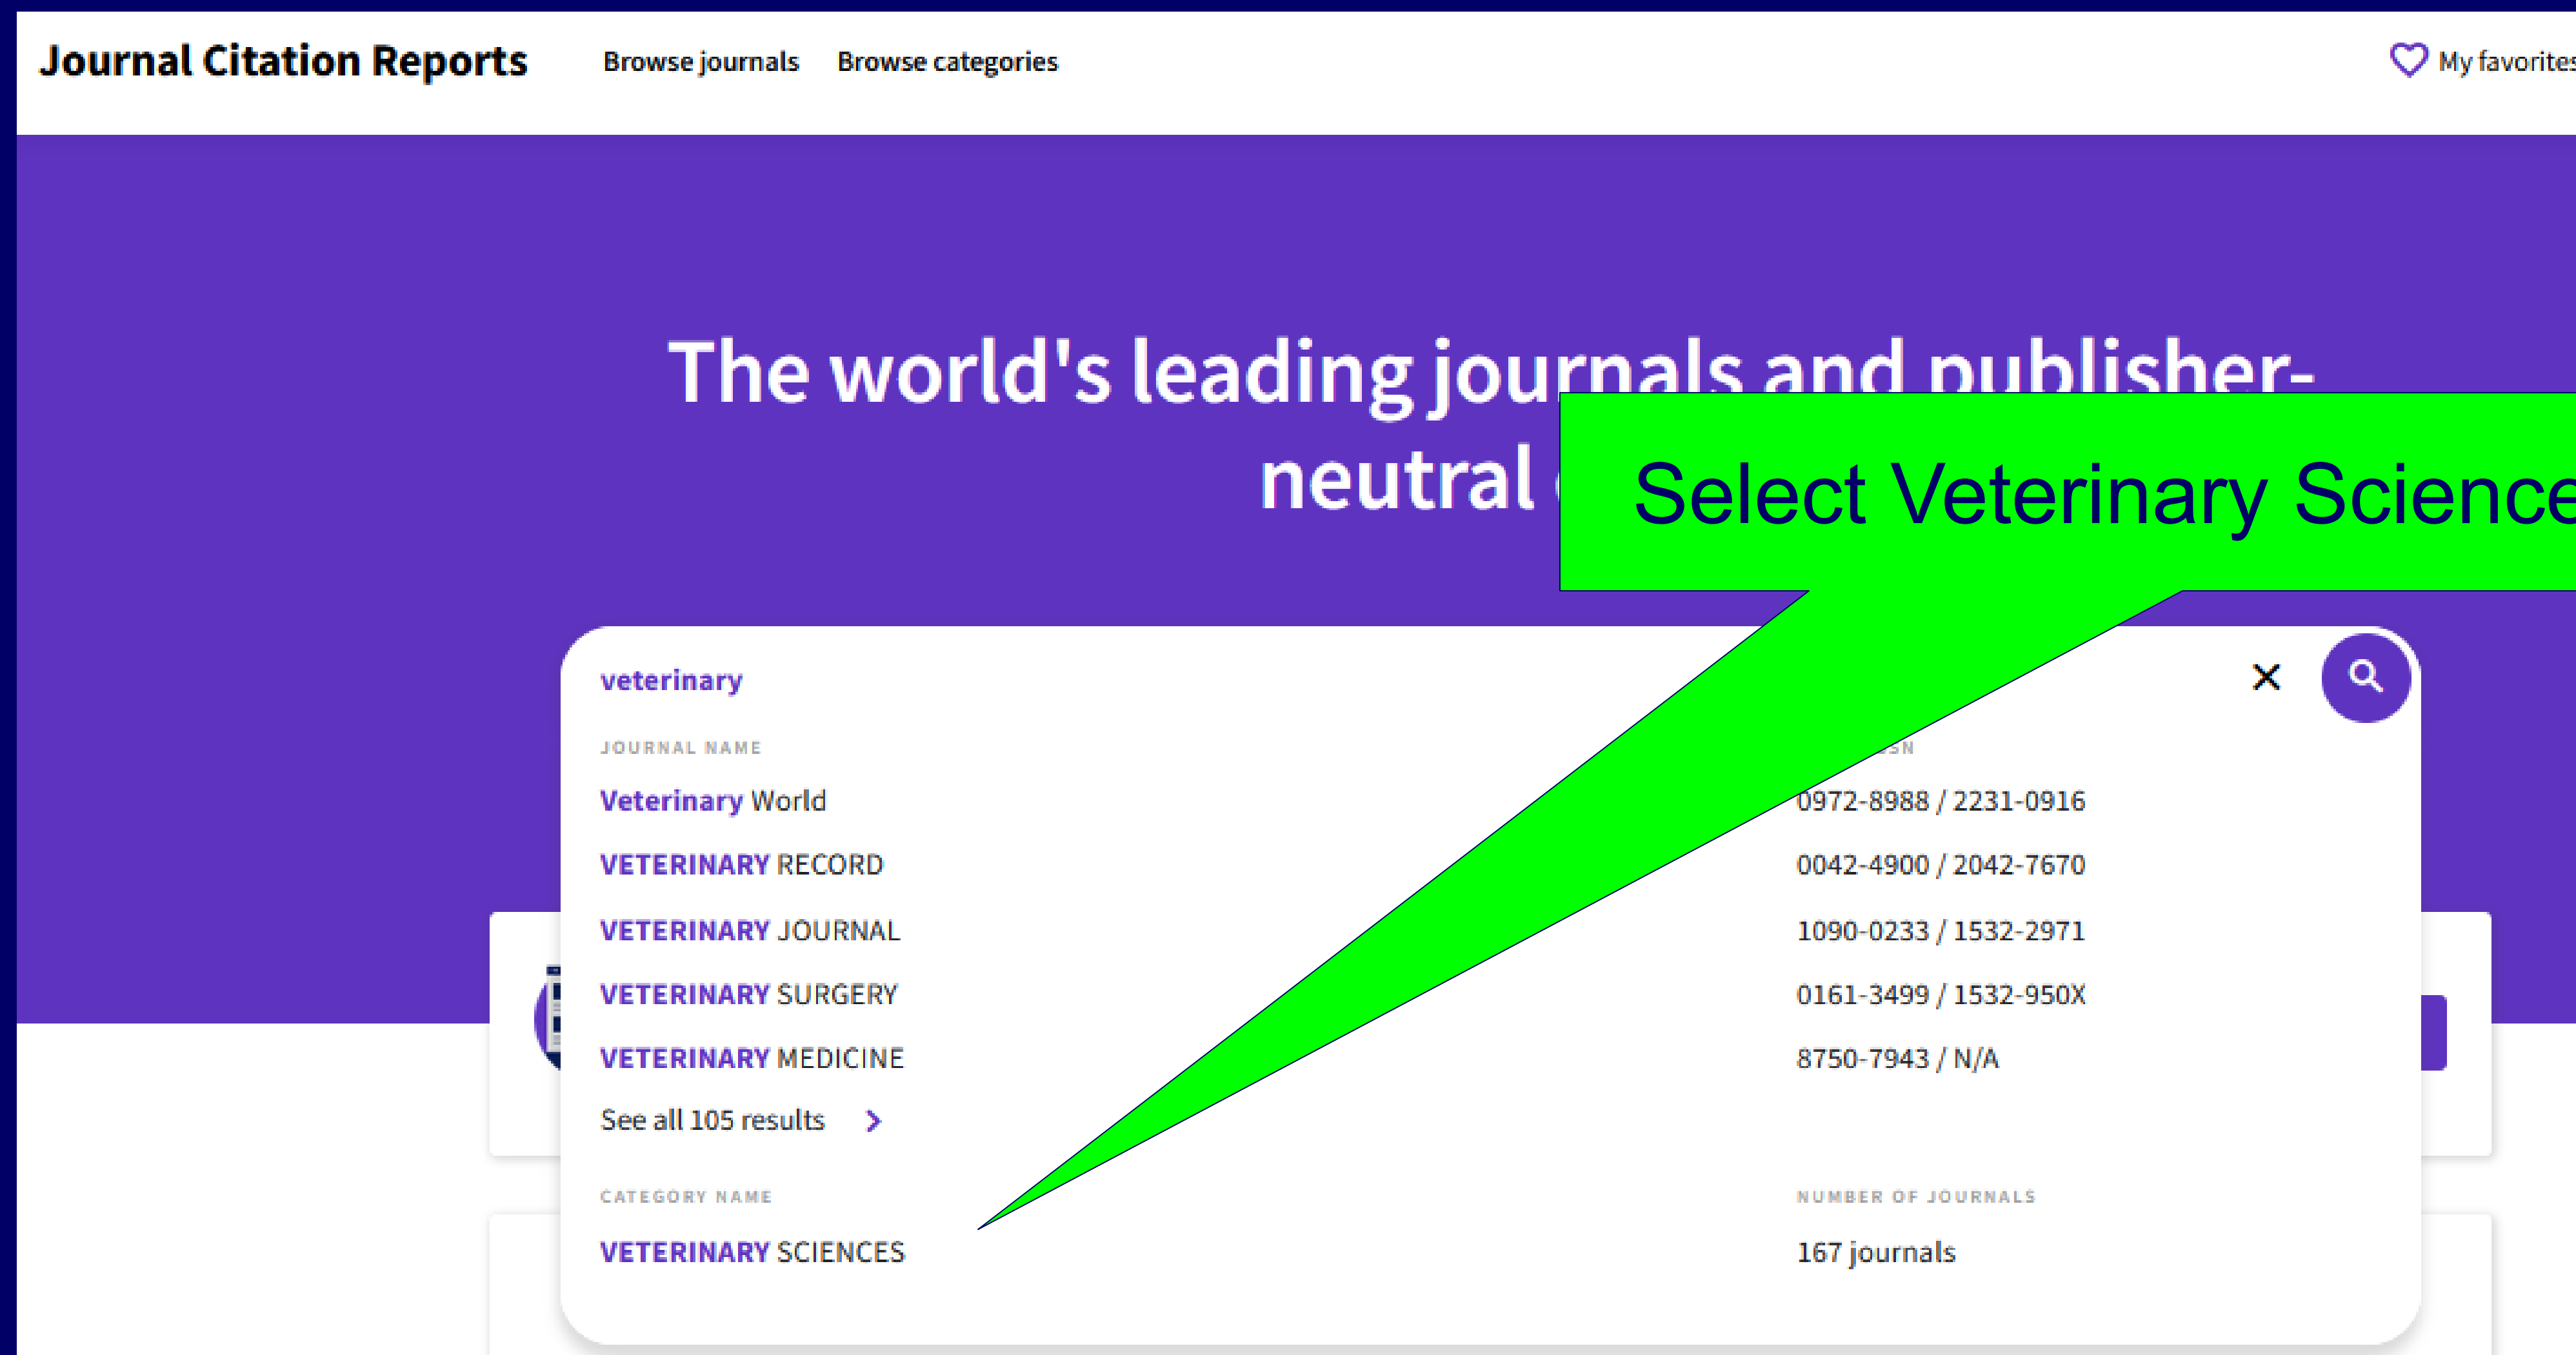 Journal Citation Reports Browse journals Browse categories My favorites
The world's leading journals and publisher-
neutral
Select Veterinary Science
veterinary
JOURNAL NAME
Veterinary World 0972-8988 / 2231-0916
VETERINARY RECORD 0042-4900 / 2042-7670
VETERINARY JOURNAL 1090-0233 / 1532-2971
VETERINARY SURGERY 0161-3499 / 1532-950X
VETERINARY MEDICINE 8750-7943 / N/A
See all 105 results
CATEGORY NAME NUMBER OF JOURNALS
VETERINARY SCIENCES 167 journals